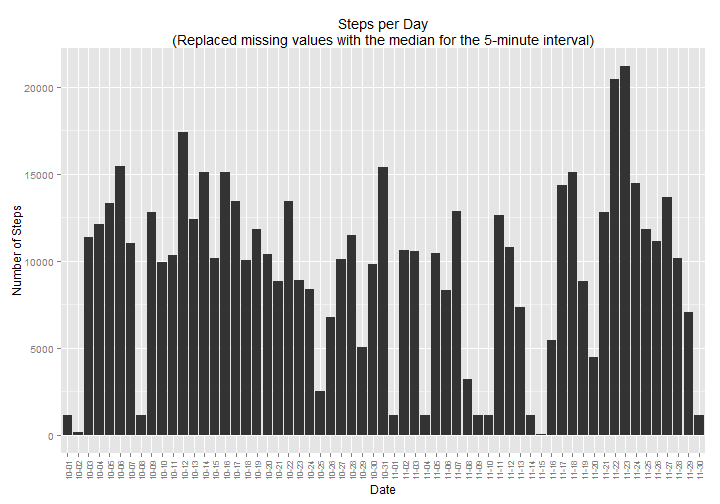 Steps per Day
(Replaced missing values with the median for the 5-minute interval)
Number of Steps
20000
15000
10000
5000
0
10-01 10-02 10-03 10-04 10-05 10-06 10-07 10-08 10-09 10-10 10-11 10-12 10-13 10-14 10-15 10-16 10-17 10-18 10-19 10-20 10-21 10-22 10-23 10-24 10-25 10-26 10-27 10-28 10-29 10-30 10-31 11-01 11-02 11-03 11-04 11-05 11-06 11-07 11-08 11-09 11-10 11-11 11-12 11-13 11-14 11-15 11-16 11-17 11-18 11-19 11-20 11-21 11-22 11-23 11-24 11-25 11-26 11-27 11-28 11-29 11-30
Date